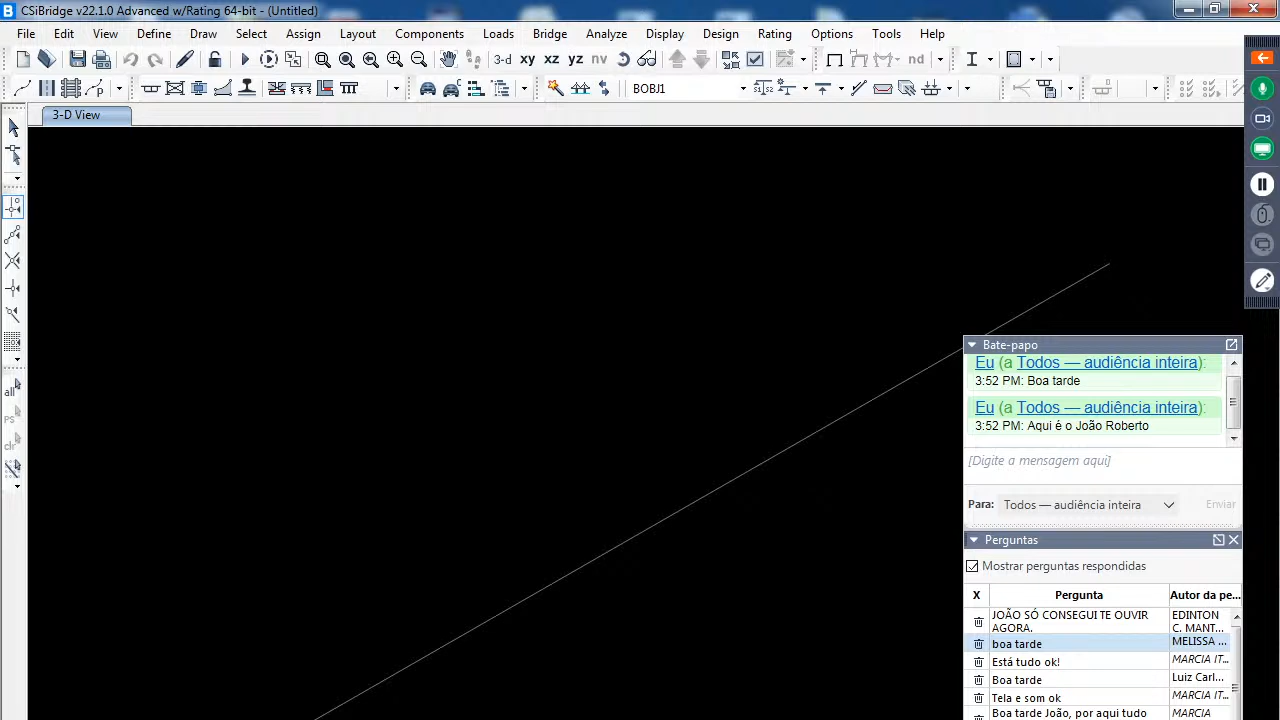 CSiBridge v22.1.0 Advanced w/Rating 64-bit - (Untitled)
File Edit View Define Draw Select Assign Layout Components Loads Bridge Analyze Display Design Rating Options Tools Help
3-d xy xz yz nv nd
BOBJ1
3-D View
all
PS
clr
Bate-papo
Eu (a Todos — audiência inteira):
3:52 PM: Boa tarde
Eu (a Todos — audiência inteira):
3:52 PM: Aqui é o João Roberto
[Digite a mensagem aqui]
Para: Todos — audiência inteira Enviar
Perguntas
Mostrar perguntas respondidas
X Pergunta Autor da pe...
JOÃO SÓ CONSEGUI TE OUVIR AGORA. EDINTON C. MANT...
boa tarde MELISSA ...
Está tudo ok! MARCIA IT...
Boa tarde Luiz Carl...
Tela e som ok MARCIA IT...
Boa tarde João, por aqui tudo MARCIA